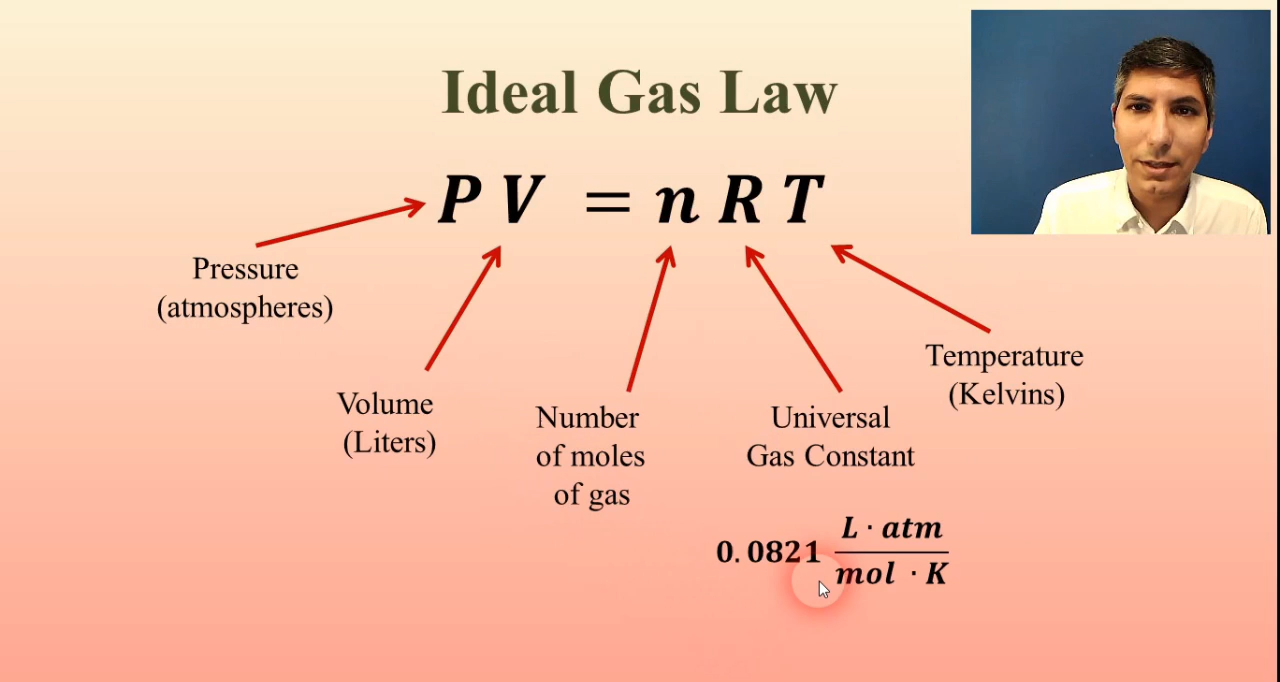 Ideal Gas Law
P V = n R T
Pressure
(atmospheres)
Volume
(Liters)
Number
of moles
of gas
Universal
Gas Constant
Temperature
(Kelvins)
0.0821 L · atm
mol · K